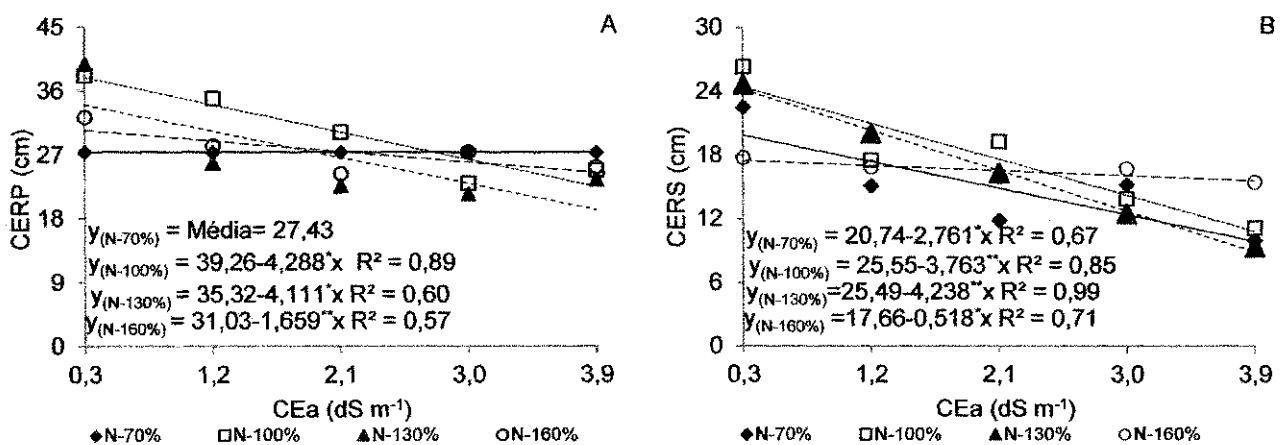 A
45
36
27
18
9
0
CERP (cm)
y(N-70%) = Média= 27,43
y(N-100%) = 39,26-4,288*x R² = 0,89
y(N-130%) = 35,32-4,111*x R² = 0,60
y(N-160%) = 31,03-1,659**x R² = 0,57
0,3 1,2 2,1 3,0 3,9
CEa (dS m⁻¹)
N-70% N-100% N-130% N-160%
B
30
24
18
12
6
0
CERS (cm)
y(N-70%) = 20,74-2,761*x R² = 0,67
y(N-100%) = 25,55-3,763**x R² = 0,85
y(N-130%) =25,49-4,238**x R² = 0,99
y(N-160%) =17,66-0,518*x R² = 0,71
0,3 1,2 2,1 3,0 3,9
CEa (dS m⁻¹)
N-70% N-100% N-130% N-160%